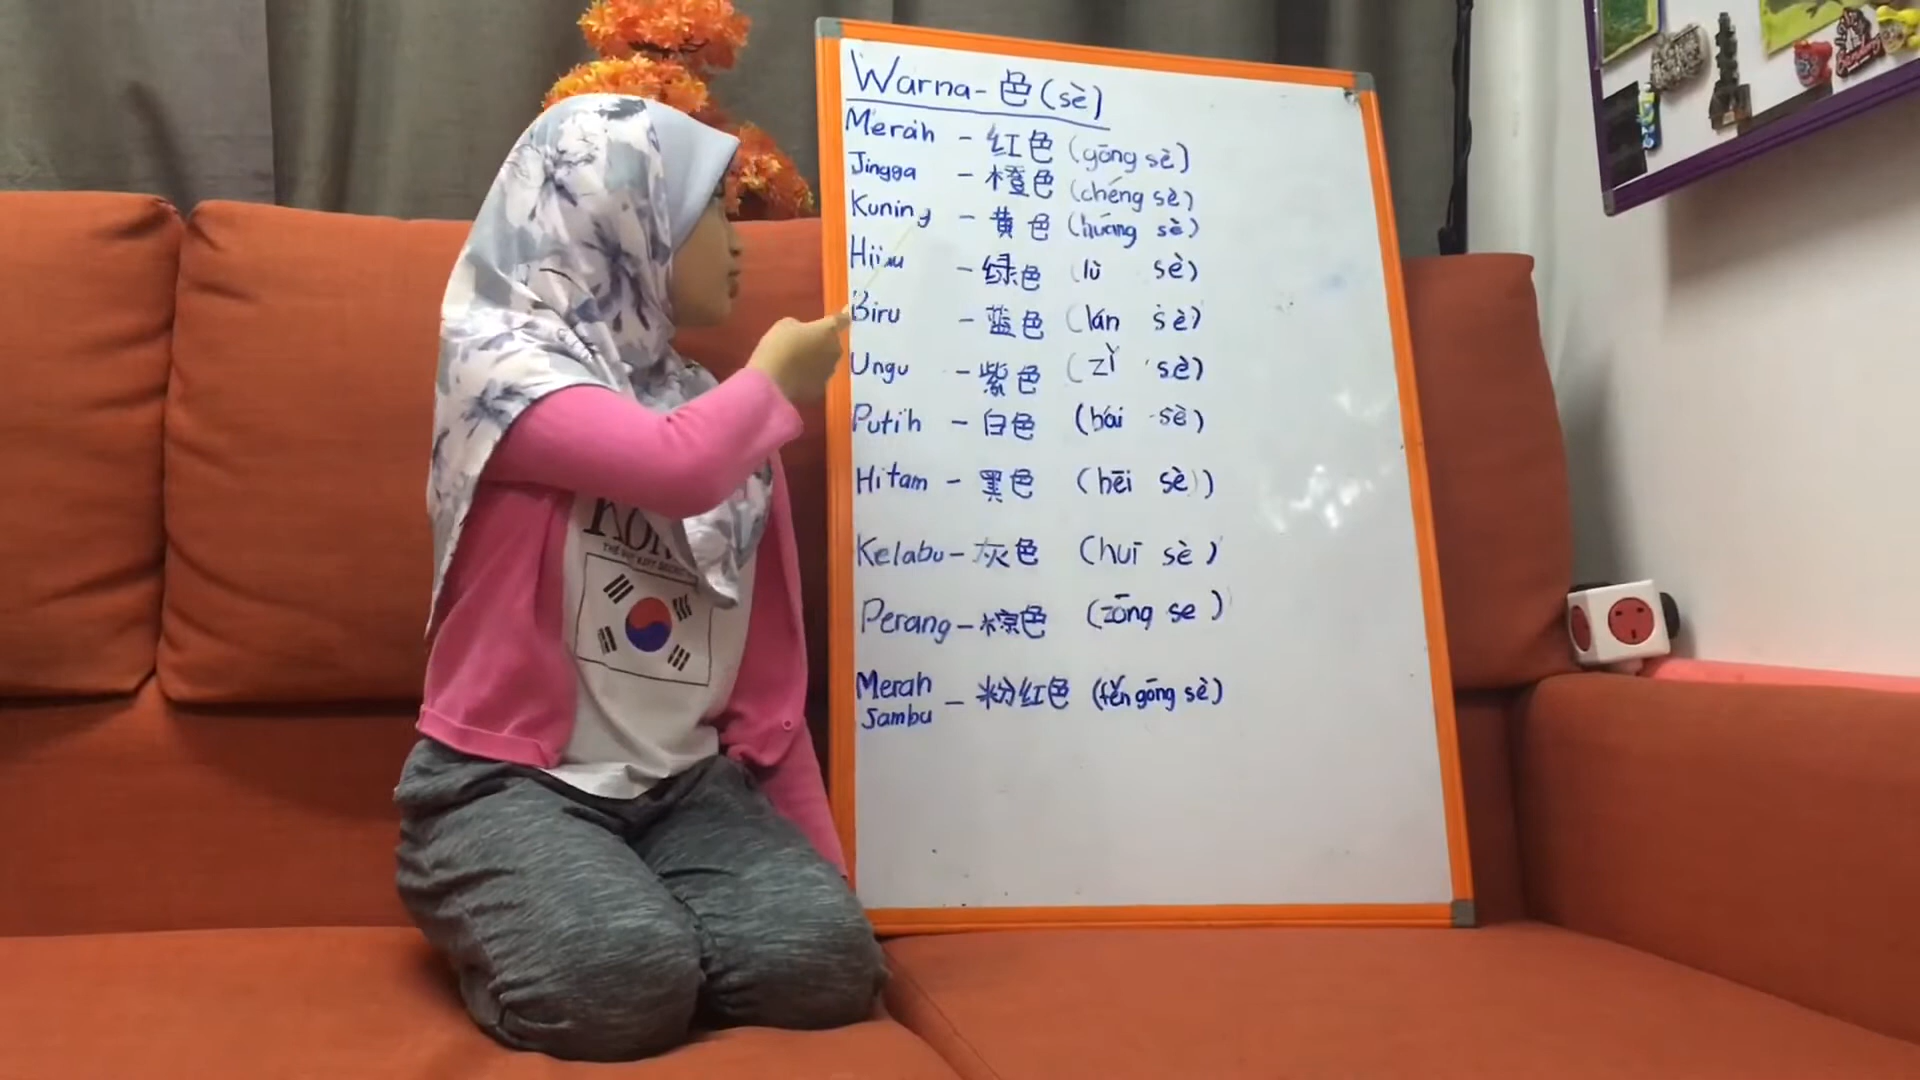 Warna - 色 (sè)
Merah - 红色 (gōng sè)
Jingga - 橙色 (chéng sè)
Kuning - 黄色 (húang sè)
Hijau - 绿色 (lǜ sè)
Biru - 蓝色 (lán sè)
Ungu - 紫色 (zǐ sè)
Putih - 白色 (bái sè)
Hitam - 黑色 (hēi sè)
Kelabu - 灰色 (huī sè)
Perang - 棕色 (zōng se)
Merah Jambu - 粉红色 (fěn gōng sè)